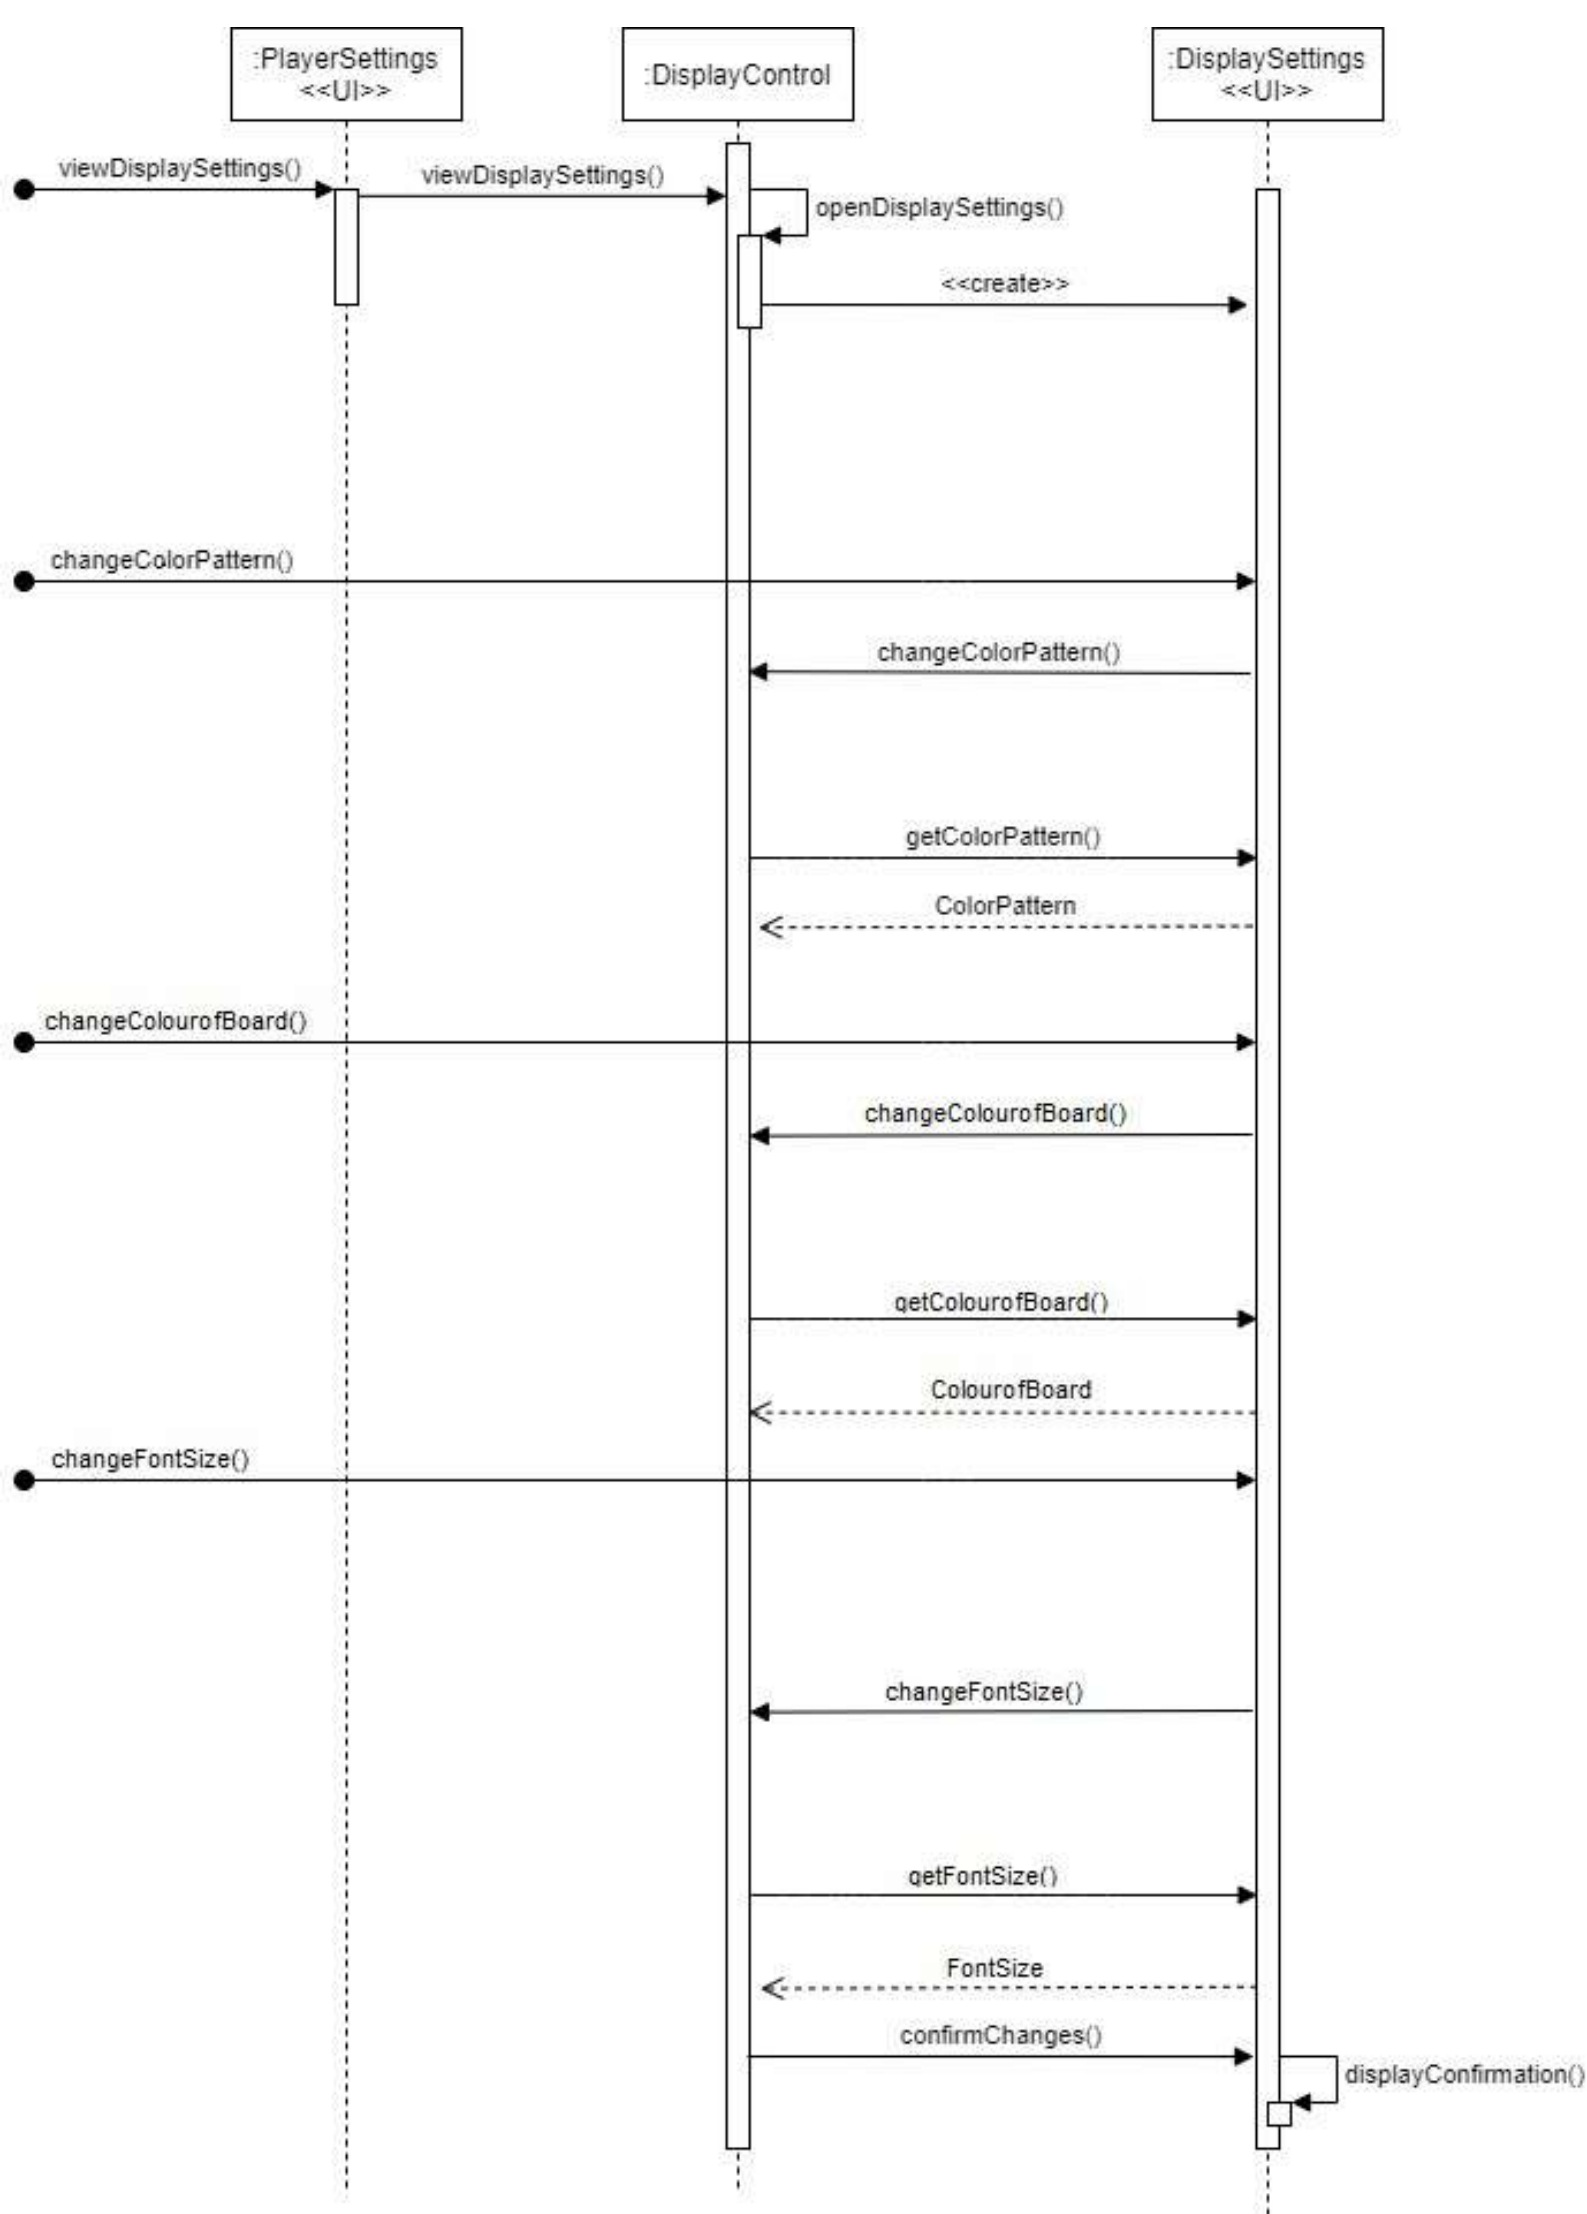 :PlayerSettings
<<UI>>
:DisplayControl
:DisplaySettings
<<UI>>
viewDisplaySettings()
viewDisplaySettings()
openDisplaySettings()
<<create>>
changeColorPattern()
changeColorPattern()
getColorPattern()
ColorPattern
changeColourofBoard()
changeColourofBoard()
getColourofBoard()
ColourofBoard
changeFontSize()
changeFontSize()
getFontSize()
FontSize
confirmChanges()
displayConfirmation()